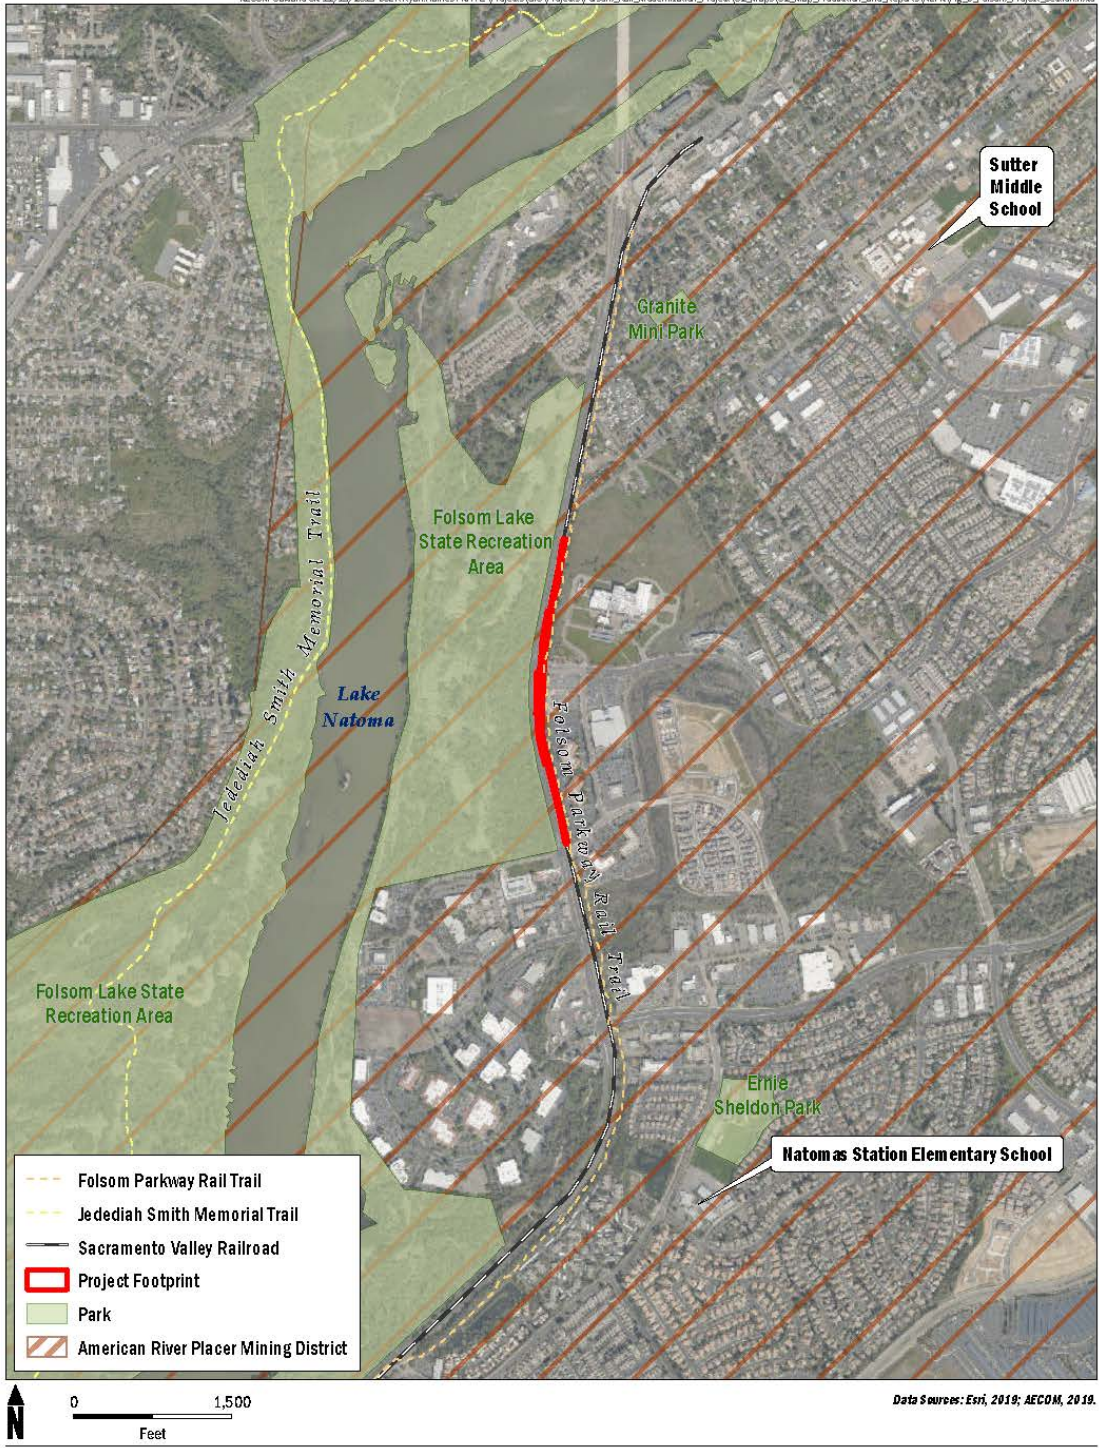 Sutter
Middle
School
Granite
Mini Park
Folsom Lake
State Recreation
Area
Jedediah Smith Memorial Trail
Lake
Natoma
Folsom Parkway Rail Trail
Folsom Lake State
Recreation Area
Ernie
Sheldon Park
Natomas Station Elementary School
Folsom Parkway Rail Trail
Jedediah Smith Memorial Trail
Sacramento Valley Railroad
Project Footprint
Park
American River Placer Mining District
N
0 1,500
Feet
Data Sources: Esri, 2019; AECOM, 2019.